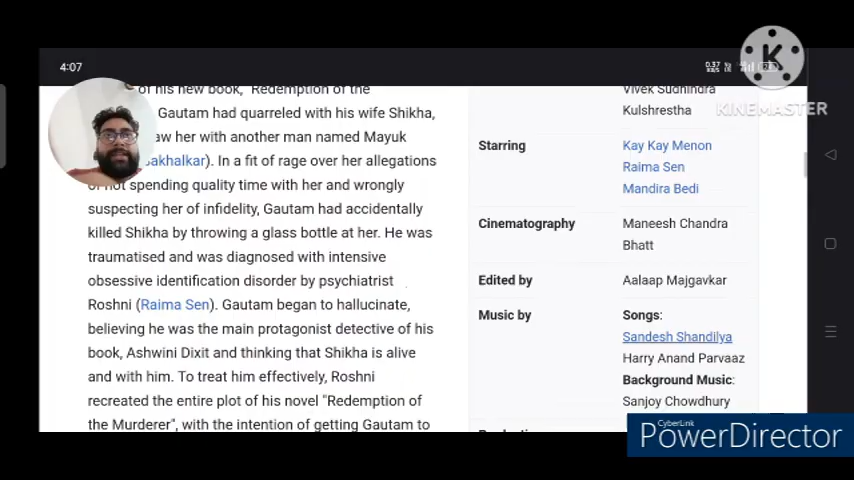 4:07
0.37
KINEMASTER
of his new book, "Redemption of the
Gautam had quarreled with his wife Shikha,
aw her with another man named Mayuk
Sakhalkar). In a fit of rage over her allegations
of not spending quality time with her and wrongly
suspecting her of infidelity, Gautam had accidentally
killed Shikha by throwing a glass bottle at her. He was
traumatised and was diagnosed with intensive
obsessive identification disorder by psychiatrist
Roshni (Raima Sen). Gautam began to hallucinate,
believing he was the main protagonist detective of his
book, Ashwini Dixit and thinking that Shikha is alive
and with him. To treat him effectively, Roshni
recreated the entire plot of his novel "Redemption of
the Murderer", with the intention of getting Gautam to
Vivek Sudhindra
Kulshrestha
Starring
Kay Kay Menon
Raima Sen
Mandira Bedi
Cinematography
Maneesh Chandra
Bhatt
Edited by
Aalaap Majgavkar
Music by
Songs:
Sandesh Shandilya
Harry Anand Parvaaz
Background Music:
Sanjoy Chowdhury
CyberLink
PowerDirector